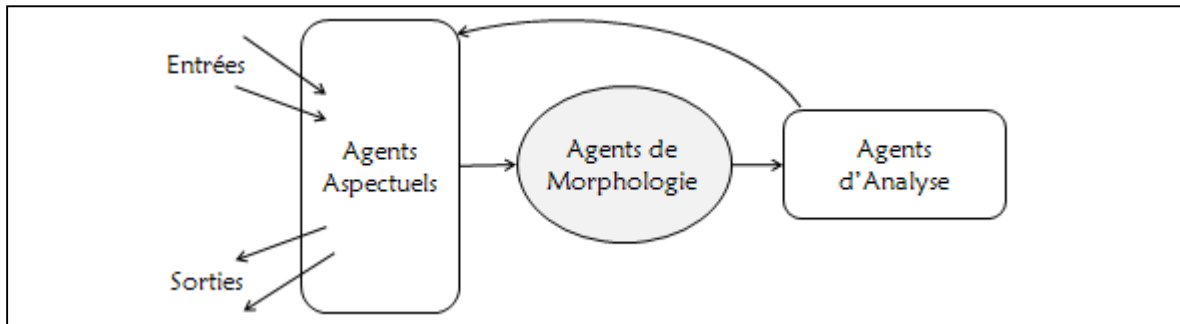 Entrées
Agents
Aspectuels
Agents de
Morphologie
Agents
d'Analyse
Sorties